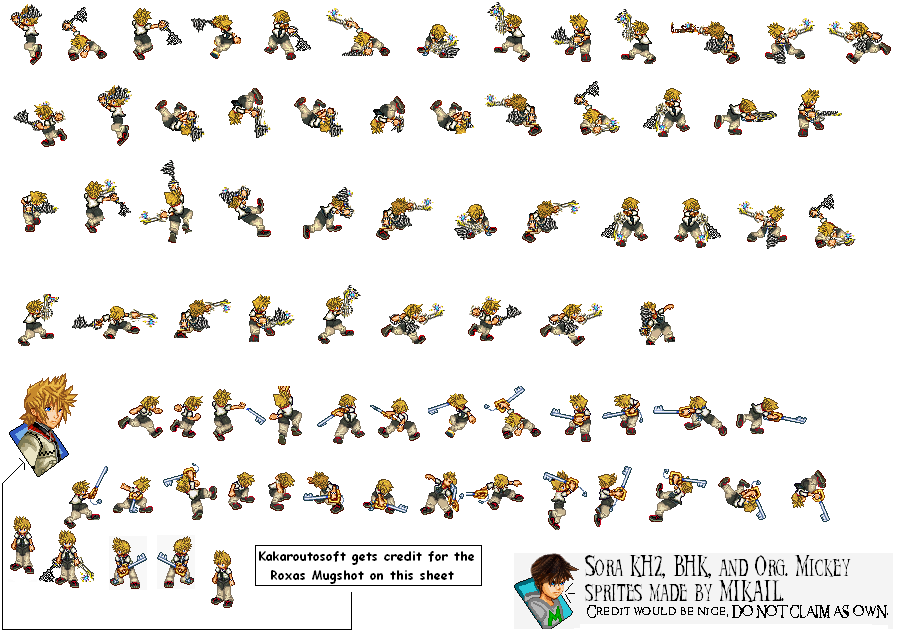 Kakaroutosoft gets credit for the
Roxas Mugshot on this sheet
Sora KH2, BHK, and Org. Mickey
sprites made by MIKAIL.
Credit would be nice, DO NOT CLAIM AS OWN.
M